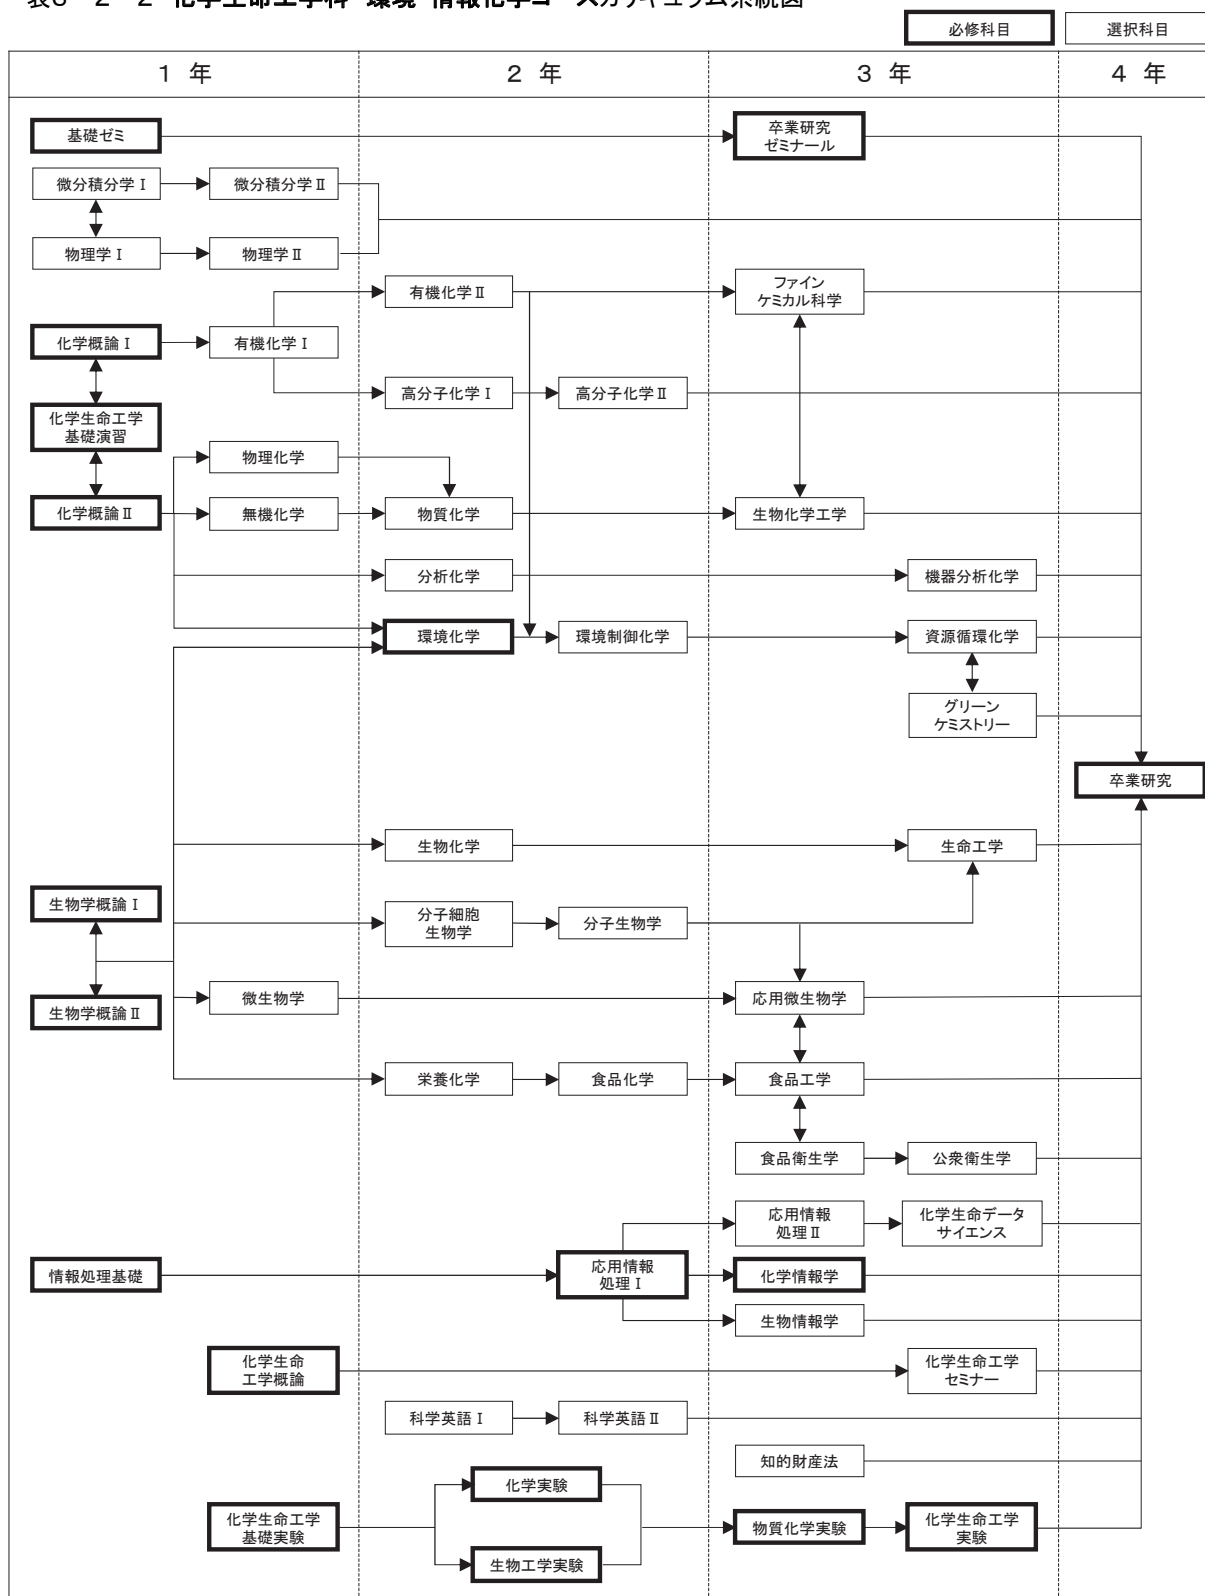 表3-2-2 化学生命工学科 環境・情報化学コースカリキュラム系統図
必修科目
選択科目
1 年
2 年
3 年
4 年
基礎ゼミ
卒業研究
ゼミナール
微分積分学Ⅰ
微分積分学Ⅱ
物理学Ⅰ
物理学Ⅱ
有機化学Ⅱ
ファイン
ケミカル科学
化学概論Ⅰ
有機化学Ⅰ
高分子化学Ⅰ
高分子化学Ⅱ
化学生命工学
基礎演習
物理化学
化学概論Ⅱ
無機化学
物質化学
生物化学工学
分析化学
機器分析化学
環境化学
環境制御化学
資源循環化学
グリーン
ケミストリー
卒業研究
生物化学
生命工学
生物学概論Ⅰ
分子細胞
生物学
分子生物学
生物学概論Ⅱ
微生物学
応用微生物学
栄養化学
食品化学
食品工学
食品衛生学
公衆衛生学
応用情報
処理Ⅱ
化学生命データ
サイエンス
情報処理基礎
応用情報
処理Ⅰ
化学情報学
生物情報学
化学生命
工学概論
化学生命工学
セミナー
科学英語Ⅰ
科学英語Ⅱ
知的財産法
化学実験
化学生命工学
基礎実験
物質化学実験
化学生命工学
実験
生物工学実験